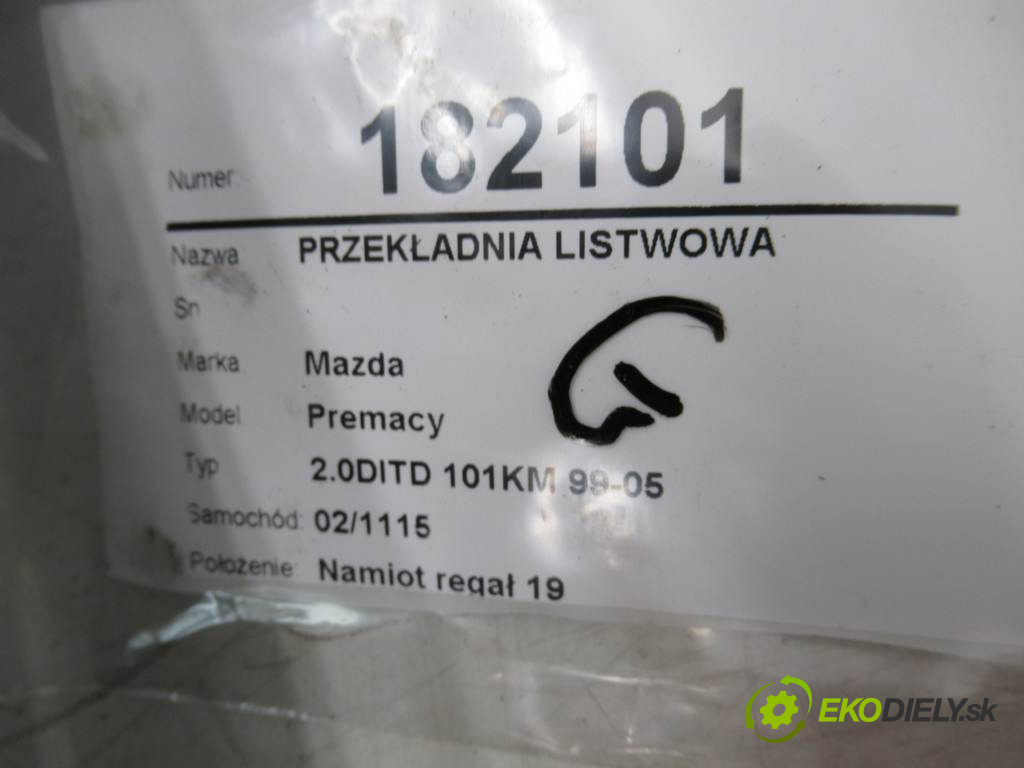 Numer 182101
Nazwa PRZEKŁADNIA LISTWOWA
Sn
Marka Mazda
Model Premacy
Typ 2.0DITD 101KM 99-05
Samochód: 02/1115
Położenie Namiot regał 19
G
EKODIELY.sk